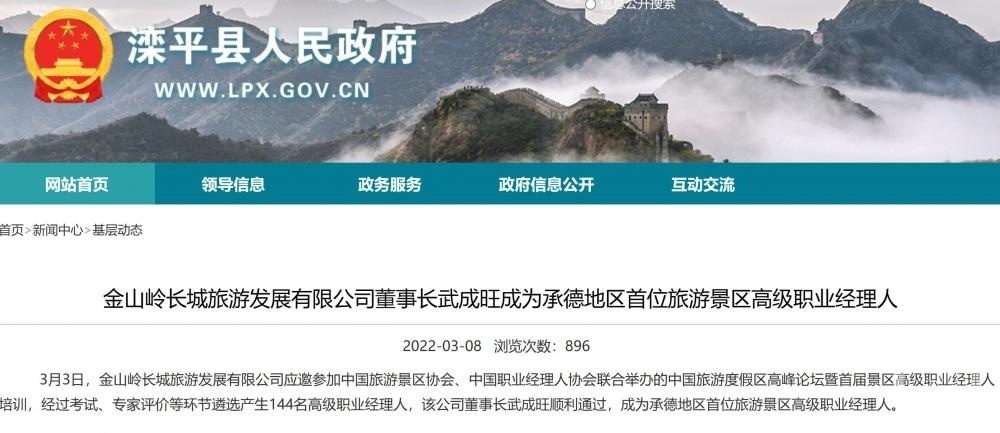 信息公开搜索
滦平县人民政府
WWW.LPX.GOV.CN
网站首页 领导信息 政务服务 政府信息公开 互动交流
首页>新闻中心>基层动态
金山岭长城旅游发展有限公司董事长武成旺成为承德地区首位旅游景区高级职业经理人
2022-03-08 浏览次数：896
3月3日，金山岭长城旅游发展有限公司应邀参加中国旅游景区协会、中国职业经理人协会联合举办的中国旅游度假区高峰论坛暨首届景区高级职业经理人
培训，经过考试、专家评价等环节遴选产生144名高级职业经理人，该公司董事长武成旺顺利通过，成为承德地区首位旅游景区高级职业经理人。